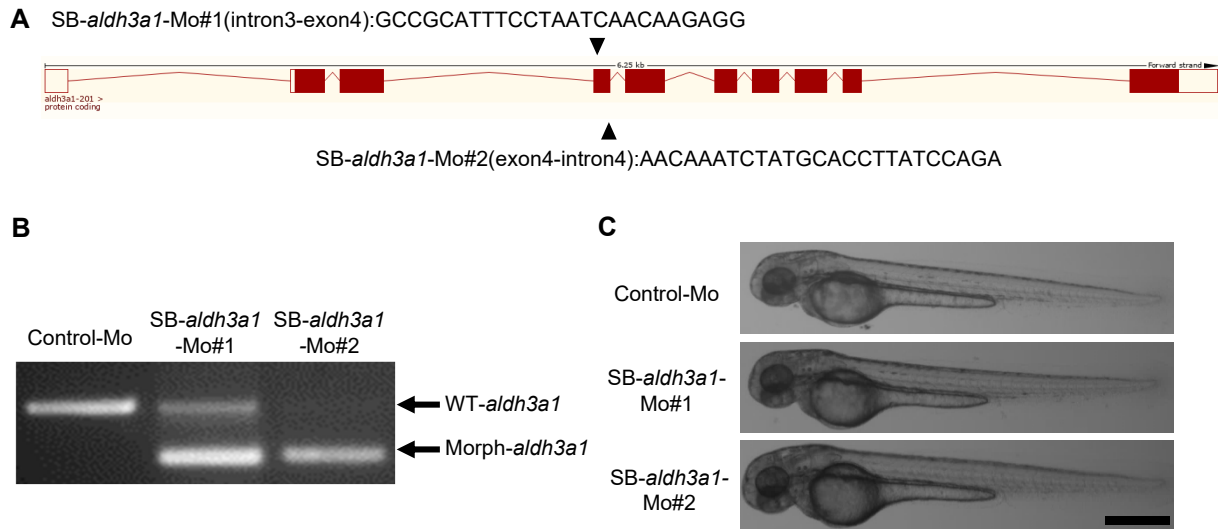 A
SB-aldh3a1-Mo#1(intron3-exon4):GCCGCATTTCCTAATCAACAAGAGG
6.25 kb
Forward strand
aldh3a1-201 >
protein coding
SB-aldh3a1-Mo#2(exon4-intron4):AACAAATCTATGCACCTTATCCAGA
B
Control-Mo
SB-aldh3a1
-Mo#1
SB-aldh3a1
-Mo#2
WT-aldh3a1
Morph-aldh3a1
C
Control-Mo
SB-aldh3a1-
Mo#1
SB-aldh3a1-
Mo#2